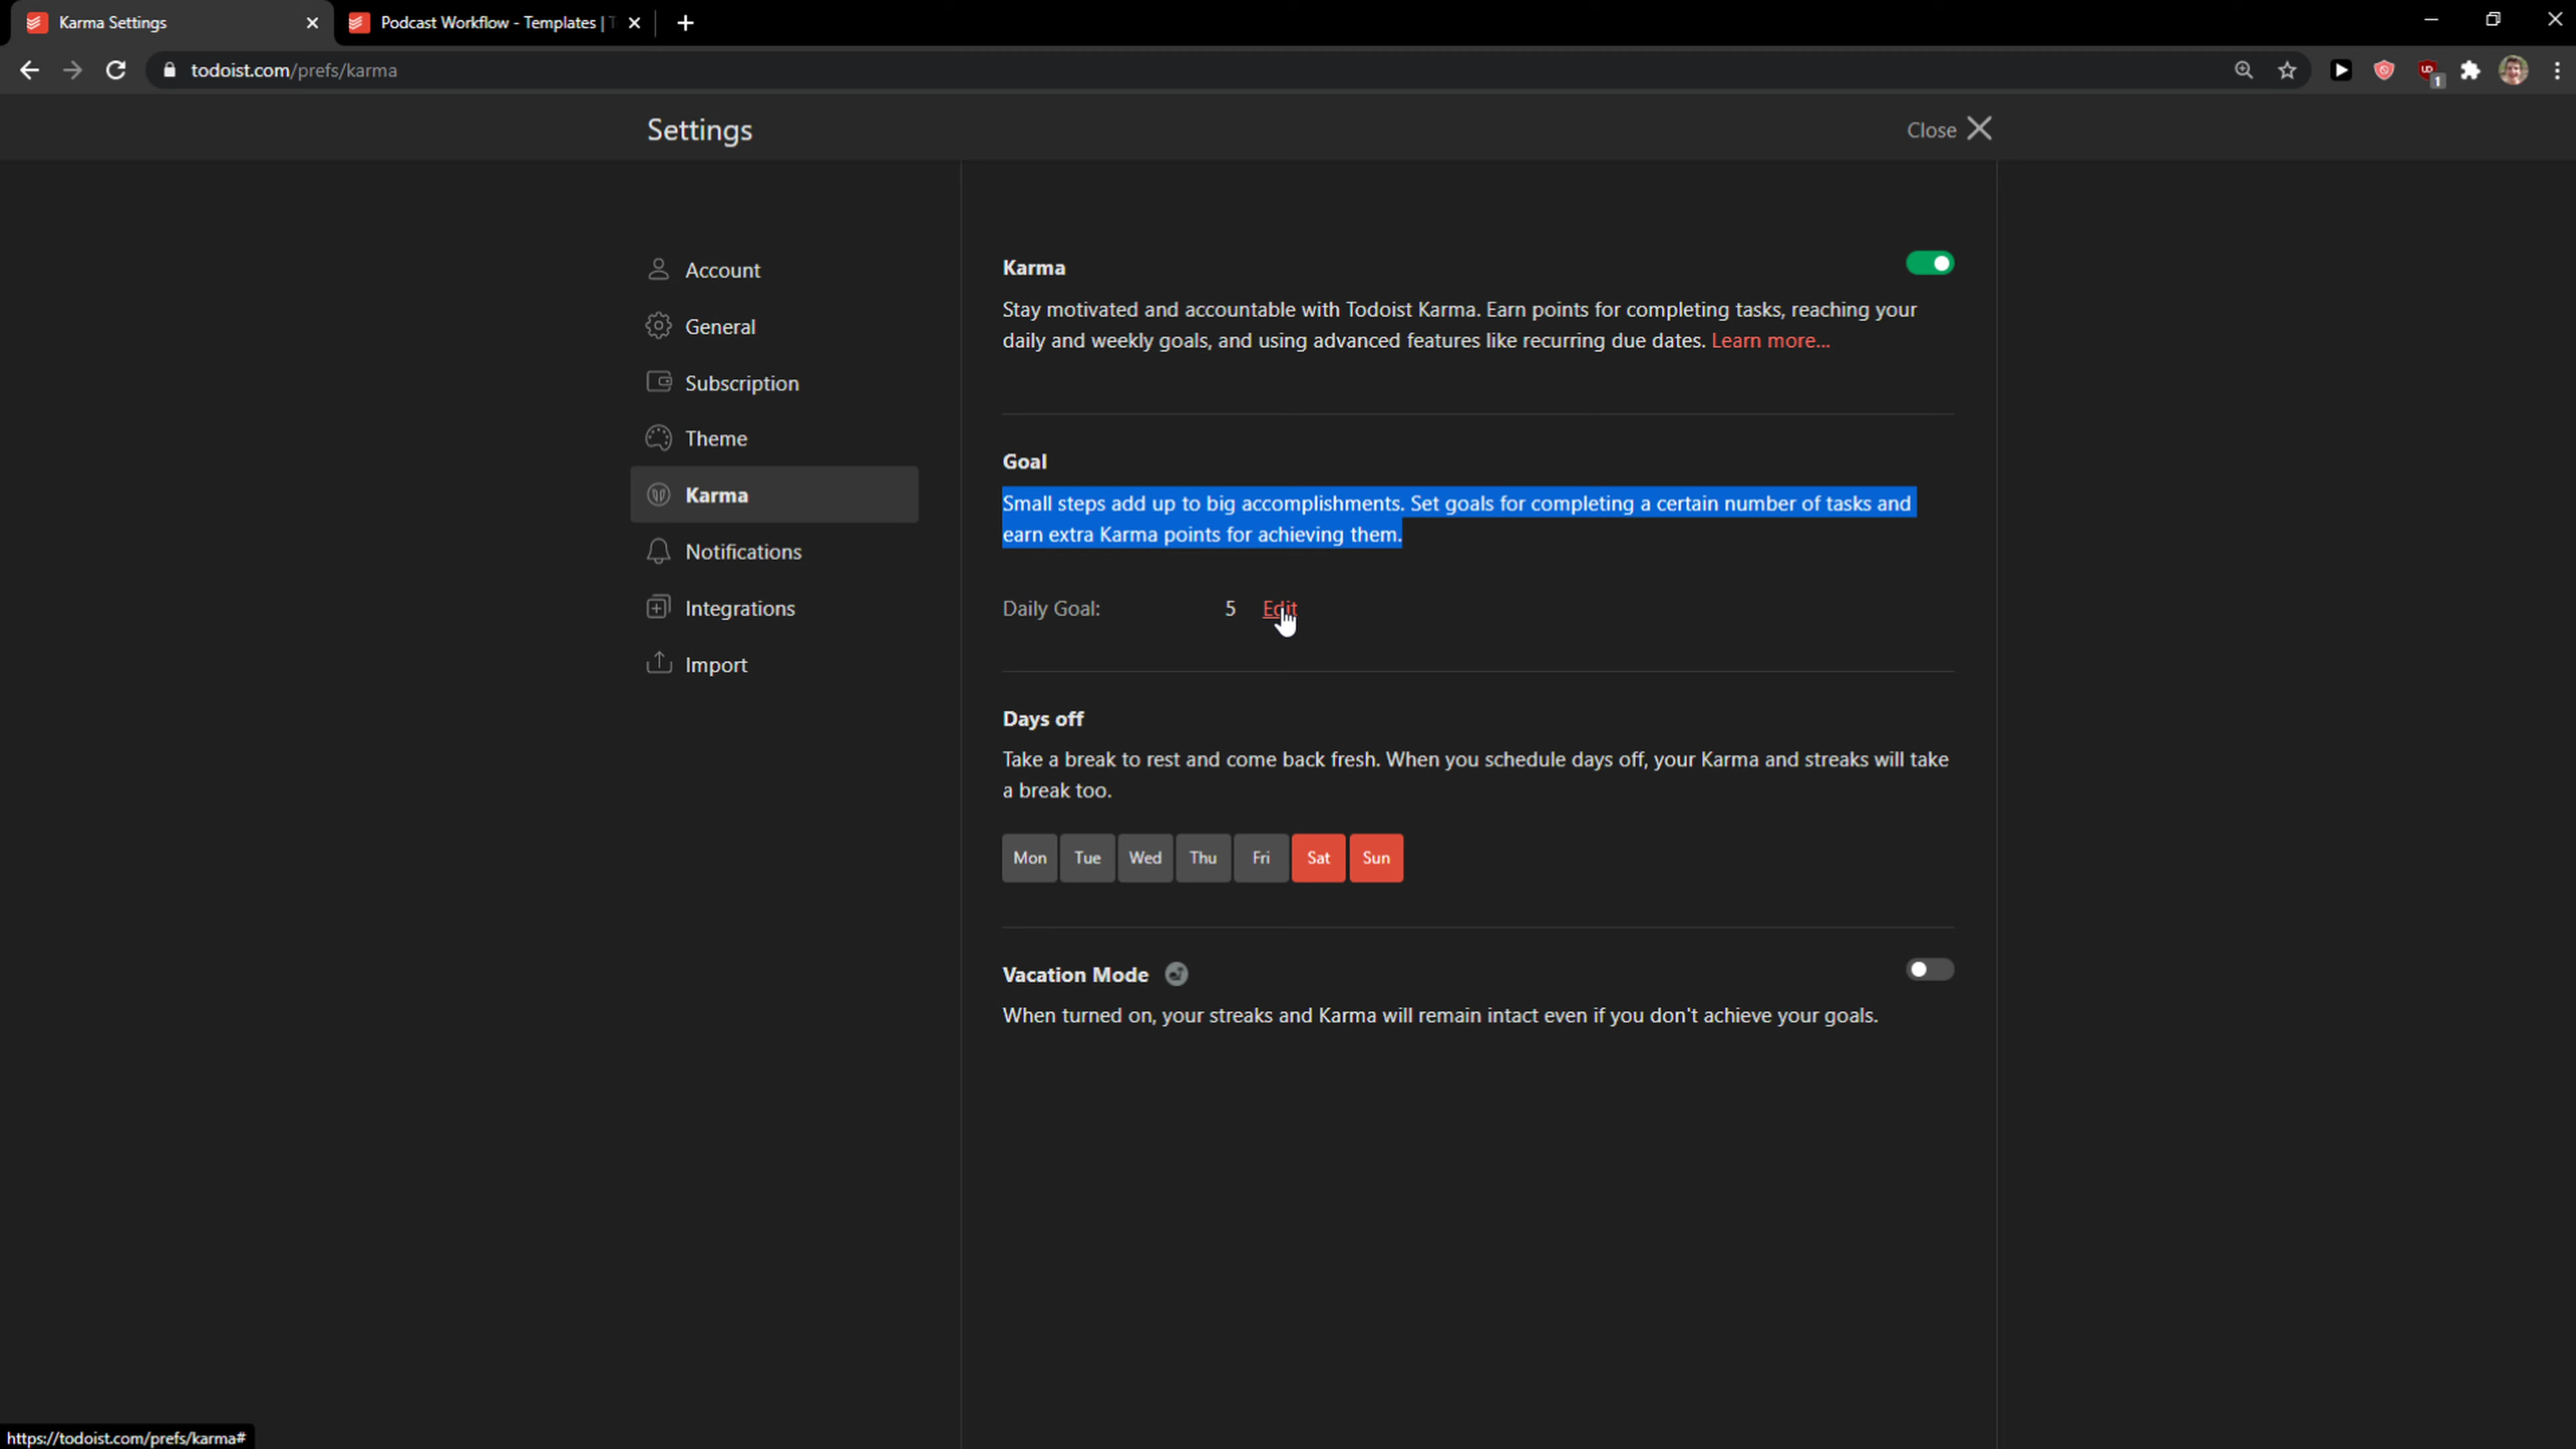 Karma Settings
Podcast Workflow - Templates |
todoist.com/prefs/karma
UD
1
Settings
Close
Account
General
Subscription
Theme
Karma
Notifications
Integrations
Import
Karma
Stay motivated and accountable with Todoist Karma. Earn points for completing tasks, reaching your
daily and weekly goals, and using advanced features like recurring due dates. Learn more...
Goal
Small steps add up to big accomplishments. Set goals for completing a certain number of tasks and
earn extra Karma points for achieving them.
Daily Goal: 5 Edit
Days off
Take a break to rest and come back fresh. When you schedule days off, your Karma and streaks will take
a break too.
Mon Tue Wed Thu Fri Sat Sun
Vacation Mode
When turned on, your streaks and Karma will remain intact even if you don't achieve your goals.
https://todoist.com/prefs/karma#